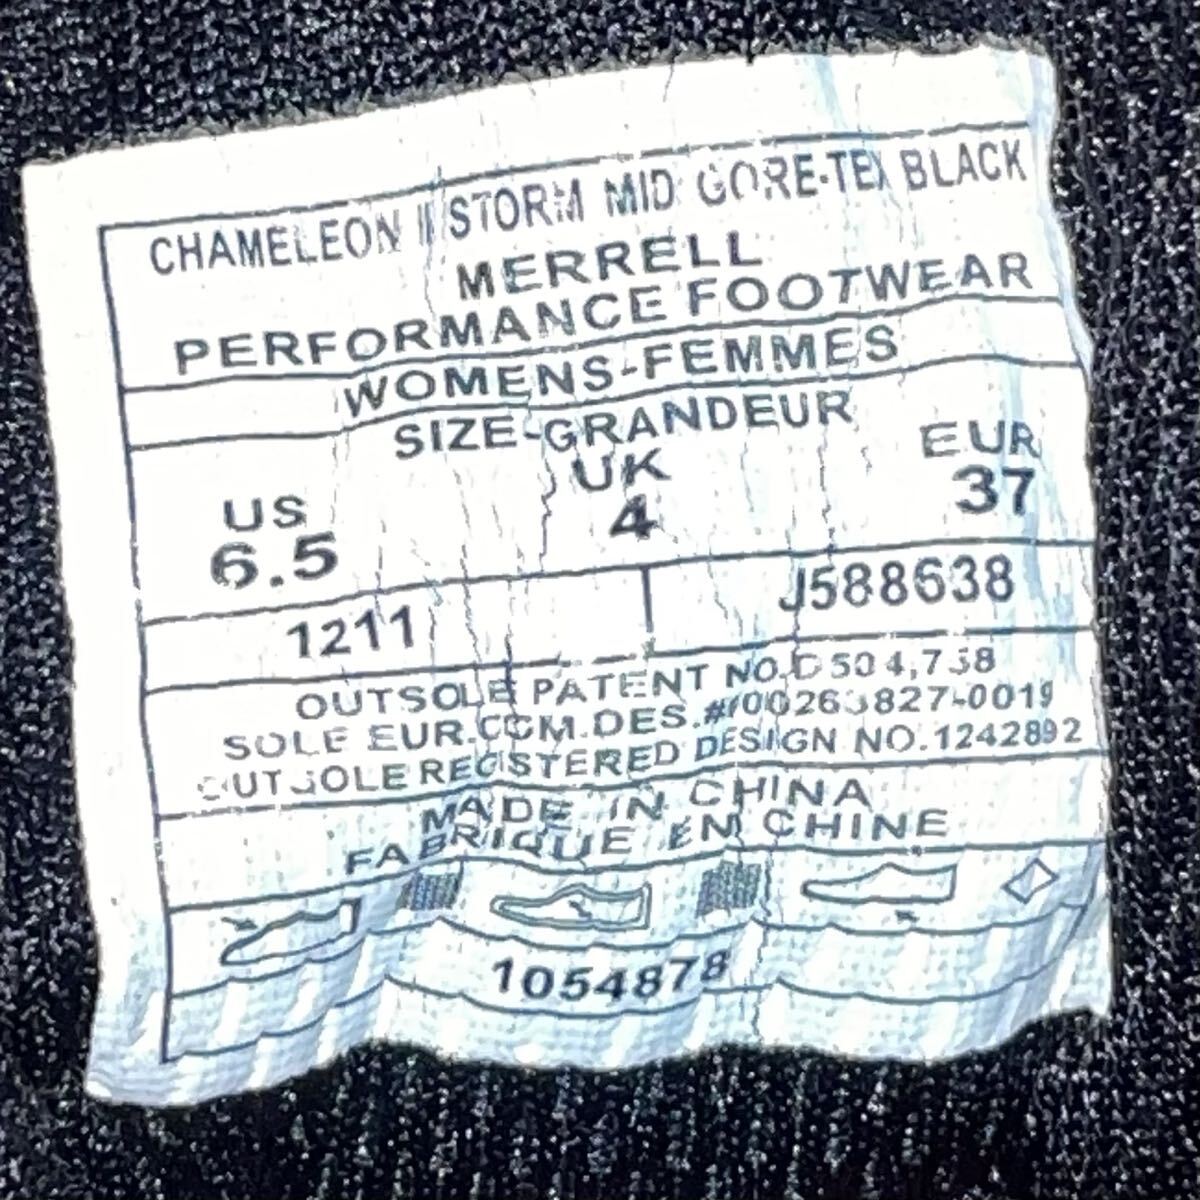 CHAMELEON II STORM MID GORE-TEX BLACK
MERRELL
PERFORMANCE FOOTWEAR
WOMENS-FEMMES
SIZE-GRANDEUR
US UK EUR
6.5 4 37
1211 J588638
OUTSOLE PATENT NO.D 504,758
SOLE EUR.COM.DES.#000263827-0019
OUTSOLE REGISTERED DESIGN NO.1242892
MADE IN CHINA
FABRIQUE EN CHINE
1054878